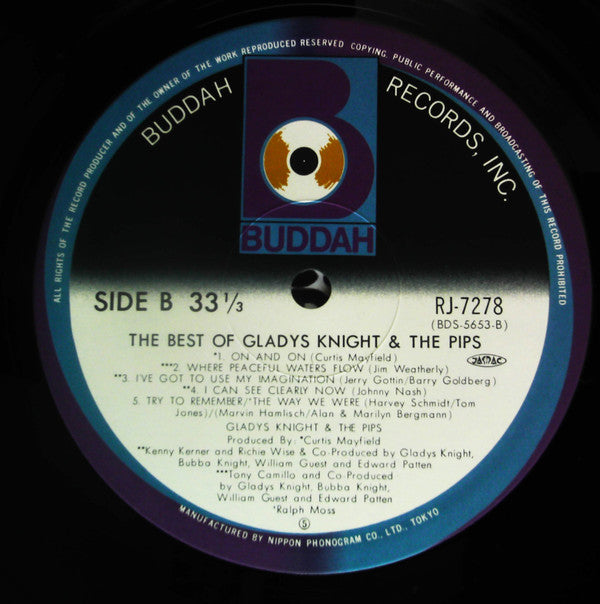 ALL RIGHTS OF THE RECORD PRODUCER AND OF THE OWNER OF THE WORK REPRODUCED RESERVED COPYING, PUBLIC PERFORMANCE AND BROADCASTING OF THIS RECORD PROHIBITED
BUDDAH RECORDS, INC.
B
BUDDAH
SIDE B 33 1/3
RJ-7278
(BDS-5653-B)
THE BEST OF GLADYS KNIGHT & THE PIPS
*1. ON AND ON (Curtis Mayfield)
***2. WHERE PEACEFUL WATERS FLOW (Jim Weatherly)
**3. I'VE GOT TO USE MY IMAGINATION (Jerry Gottin/Barry Goldberg)
**4. I CAN SEE CLEARLY NOW (Johnny Nash)
JASRAC
5. TRY TO REMEMBER/*THE WAY WE WERE (Harvey Schmidt/Tom
Jones)/(Marvin Hamlisch/Alan & Marilyn Bergmann)
GLADYS KNIGHT & THE PIPS
Produced By: *Curtis Mayfield
**Kenny Kerner and Richie Wise & Co-Produced by Gladys Knight,
Bubba Knight, William Guest and Edward Patten
***Tony Camillo and Co-Produced
by Gladys Knight, Bubba Knight,
William Guest and Edward Patten
*Ralph Moss
5
MANUFACTURED BY NIPPON PHONOGRAM CO., LTD., TOKYO